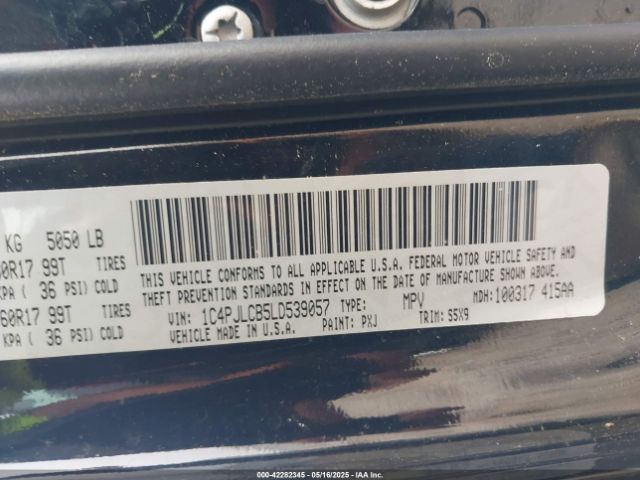 KG 5050 LB
0R17 99T TIRES
KPA ( 36 PSI) COLD
60R17 99T TIRES
KPA ( 36 PSI) COLD
THIS VEHICLE CONFORMS TO ALL APPLICABLE U.S.A. FEDERAL MOTOR VEHICLE SAFETY AND
THEFT PREVENTION STANDARDS IN EFFECT ON THE DATE OF MANUFACTURE SHOWN ABOVE.
VIN: 1C4PJLCB5LD539057 TYPE: MPV MDH: 100317 415AA
VEHICLE MADE IN U.S.A. PAINT: PXJ TRIM: S5X9
000-42282345 - 05/16/2025 - IAA Inc.